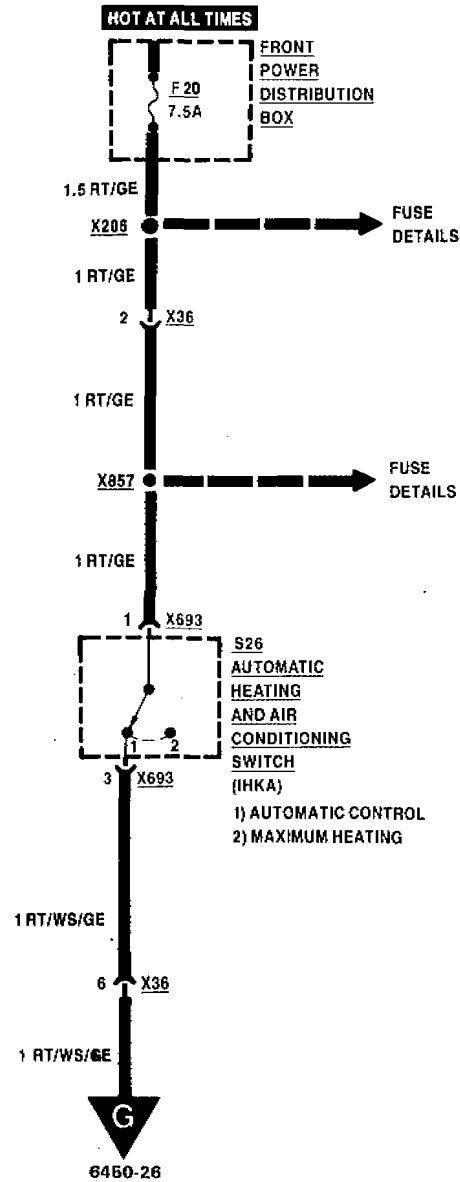 HOT AT ALL TIMES
FRONT
POWER
DISTRIBUTION
BOX
F 20
7.5A
1.5 RT/GE
X206
FUSE
DETAILS
1 RT/GE
2 X36
1 RT/GE
X857
FUSE
DETAILS
1 RT/GE
1 X693
S26
AUTOMATIC
HEATING
AND AIR
CONDITIONING
SWITCH
(IHKA)
1) AUTOMATIC CONTROL
2) MAXIMUM HEATING
1 2
3 X693
1 RT/WS/GE
6 X36
1 RT/WS/GE
G
6450-26